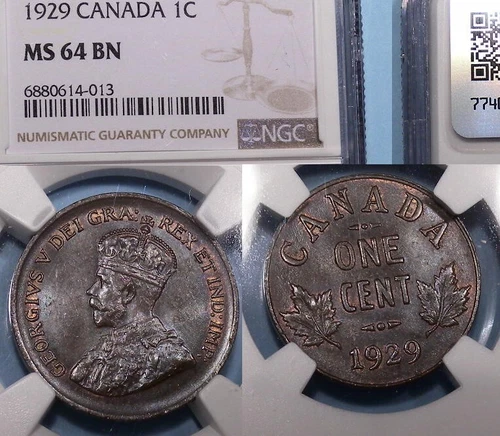 1929 CANADA 1C
MS 64 BN
6880614-013
NUMISMATIC GUARANTY COMPANY
NGC
GEORGIVS V DEI GRA: REX ET IND: IMP:
CANADA
ONE
CENT
1929